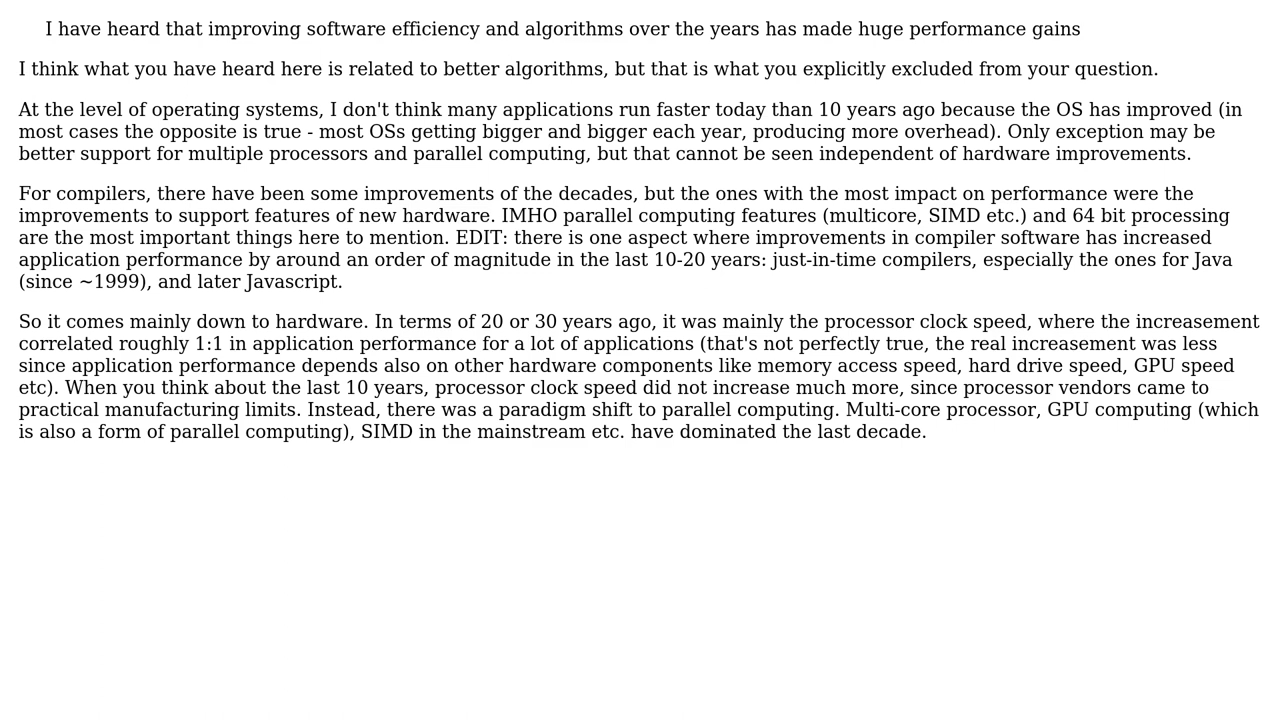 I have heard that improving software efficiency and algorithms over the years has made huge performance gains
I think what you have heard here is related to better algorithms, but that is what you explicitly excluded from your question.
At the level of operating systems, I don't think many applications run faster today than 10 years ago because the OS has improved (in
most cases the opposite is true - most OSs getting bigger and bigger each year, producing more overhead). Only exception may be
better support for multiple processors and parallel computing, but that cannot be seen independent of hardware improvements.
For compilers, there have been some improvements of the decades, but the ones with the most impact on performance were the
improvements to support features of new hardware. IMHO parallel computing features (multicore, SIMD etc.) and 64 bit processing
are the most important things here to mention. EDIT: there is one aspect where improvements in compiler software has increased
application performance by around an order of magnitude in the last 10-20 years: just-in-time compilers, especially the ones for Java
(since ~1999), and later Javascript.
So it comes mainly down to hardware. In terms of 20 or 30 years ago, it was mainly the processor clock speed, where the increasement
correlated roughly 1:1 in application performance for a lot of applications (that's not perfectly true, the real increasement was less
since application performance depends also on other hardware components like memory access speed, hard drive speed, GPU speed
etc). When you think about the last 10 years, processor clock speed did not increase much more, since processor vendors came to
practical manufacturing limits. Instead, there was a paradigm shift to parallel computing. Multi-core processor, GPU computing (which
is also a form of parallel computing), SIMD in the mainstream etc. have dominated the last decade.